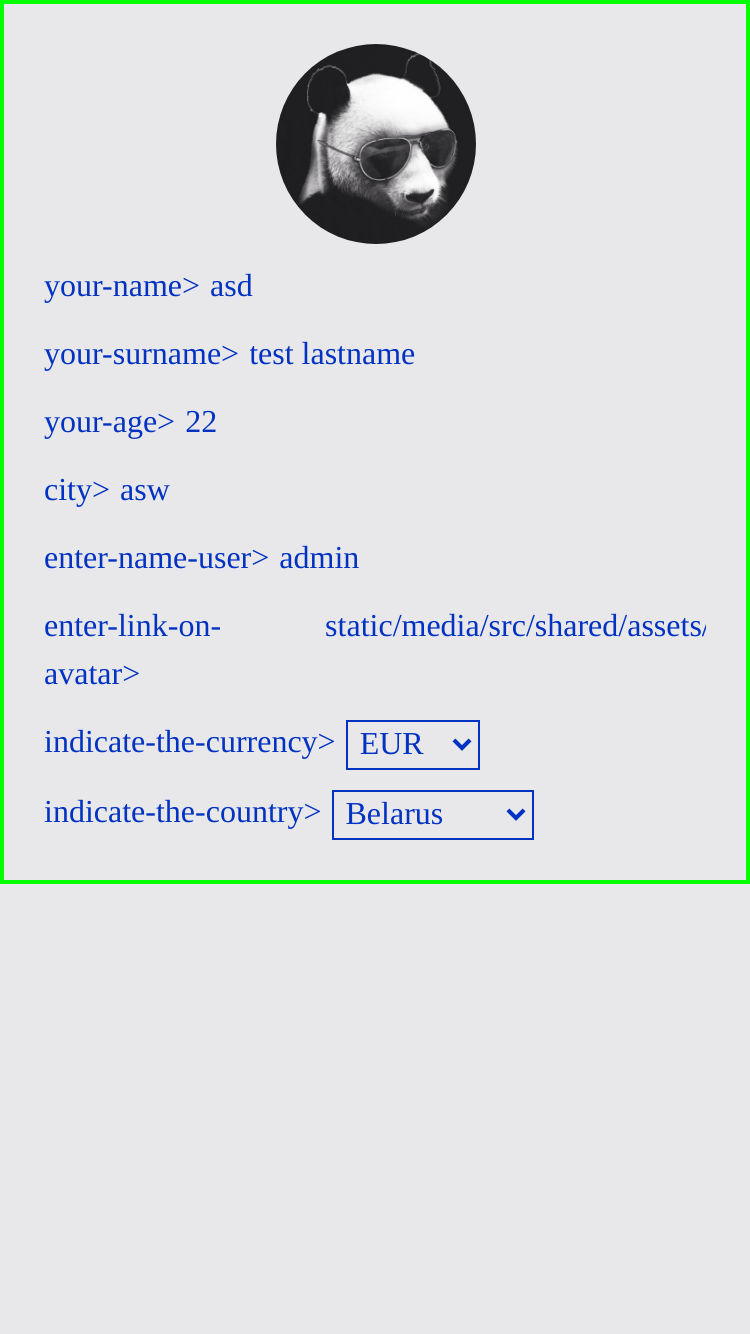 your-name> asd
your-surname> test lastname
your-age> 22
city> asw
enter-name-user> admin
enter-link-on- static/media/src/shared/assets/
avatar>
indicate-the-currency> EUR
indicate-the-country> Belarus